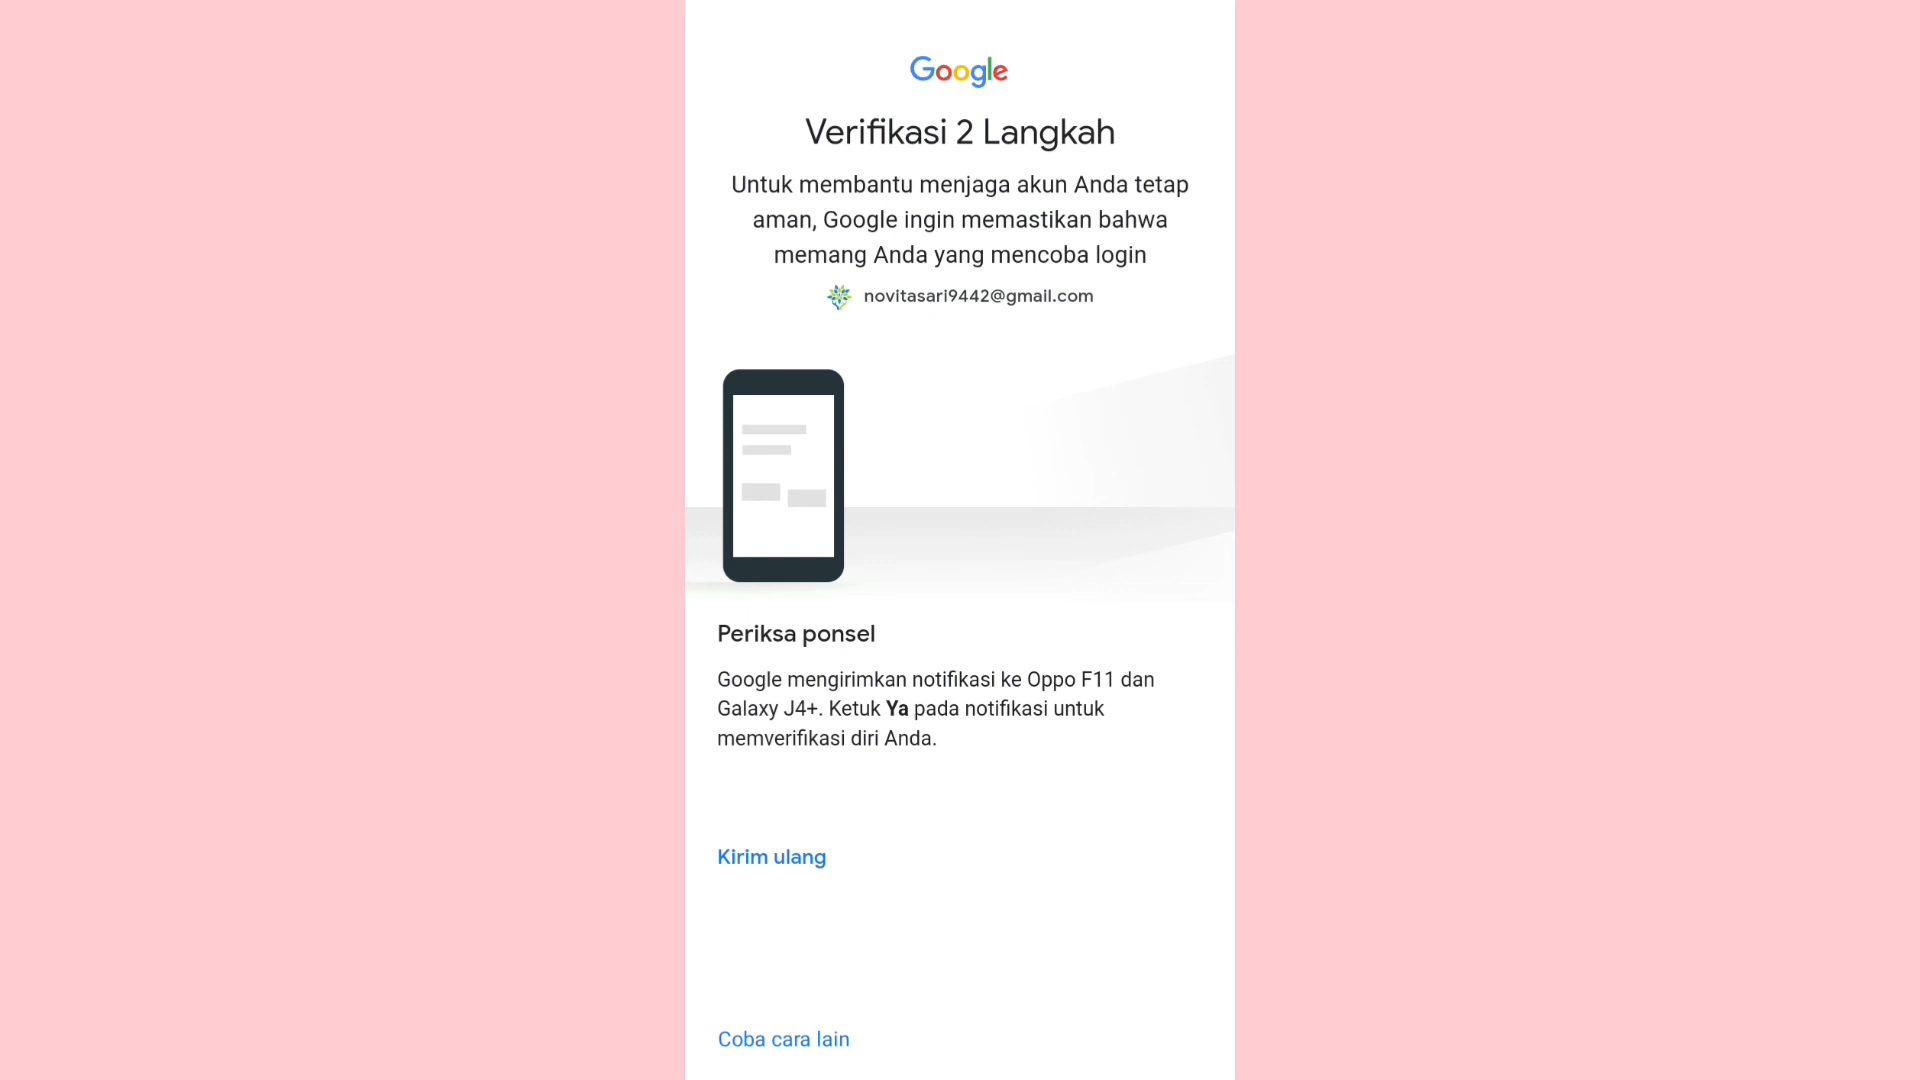 Google
Verifikasi 2 Langkah
Untuk membantu menjaga akun Anda tetap
aman, Google ingin memastikan bahwa
memang Anda yang mencoba login
novitasari9442@gmail.com
Periksa ponsel
Google mengirimkan notifikasi ke Oppo F11 dan
Galaxy J4+. Ketuk Ya pada notifikasi untuk
memverifikasi diri Anda.
Kirim ulang
Coba cara lain